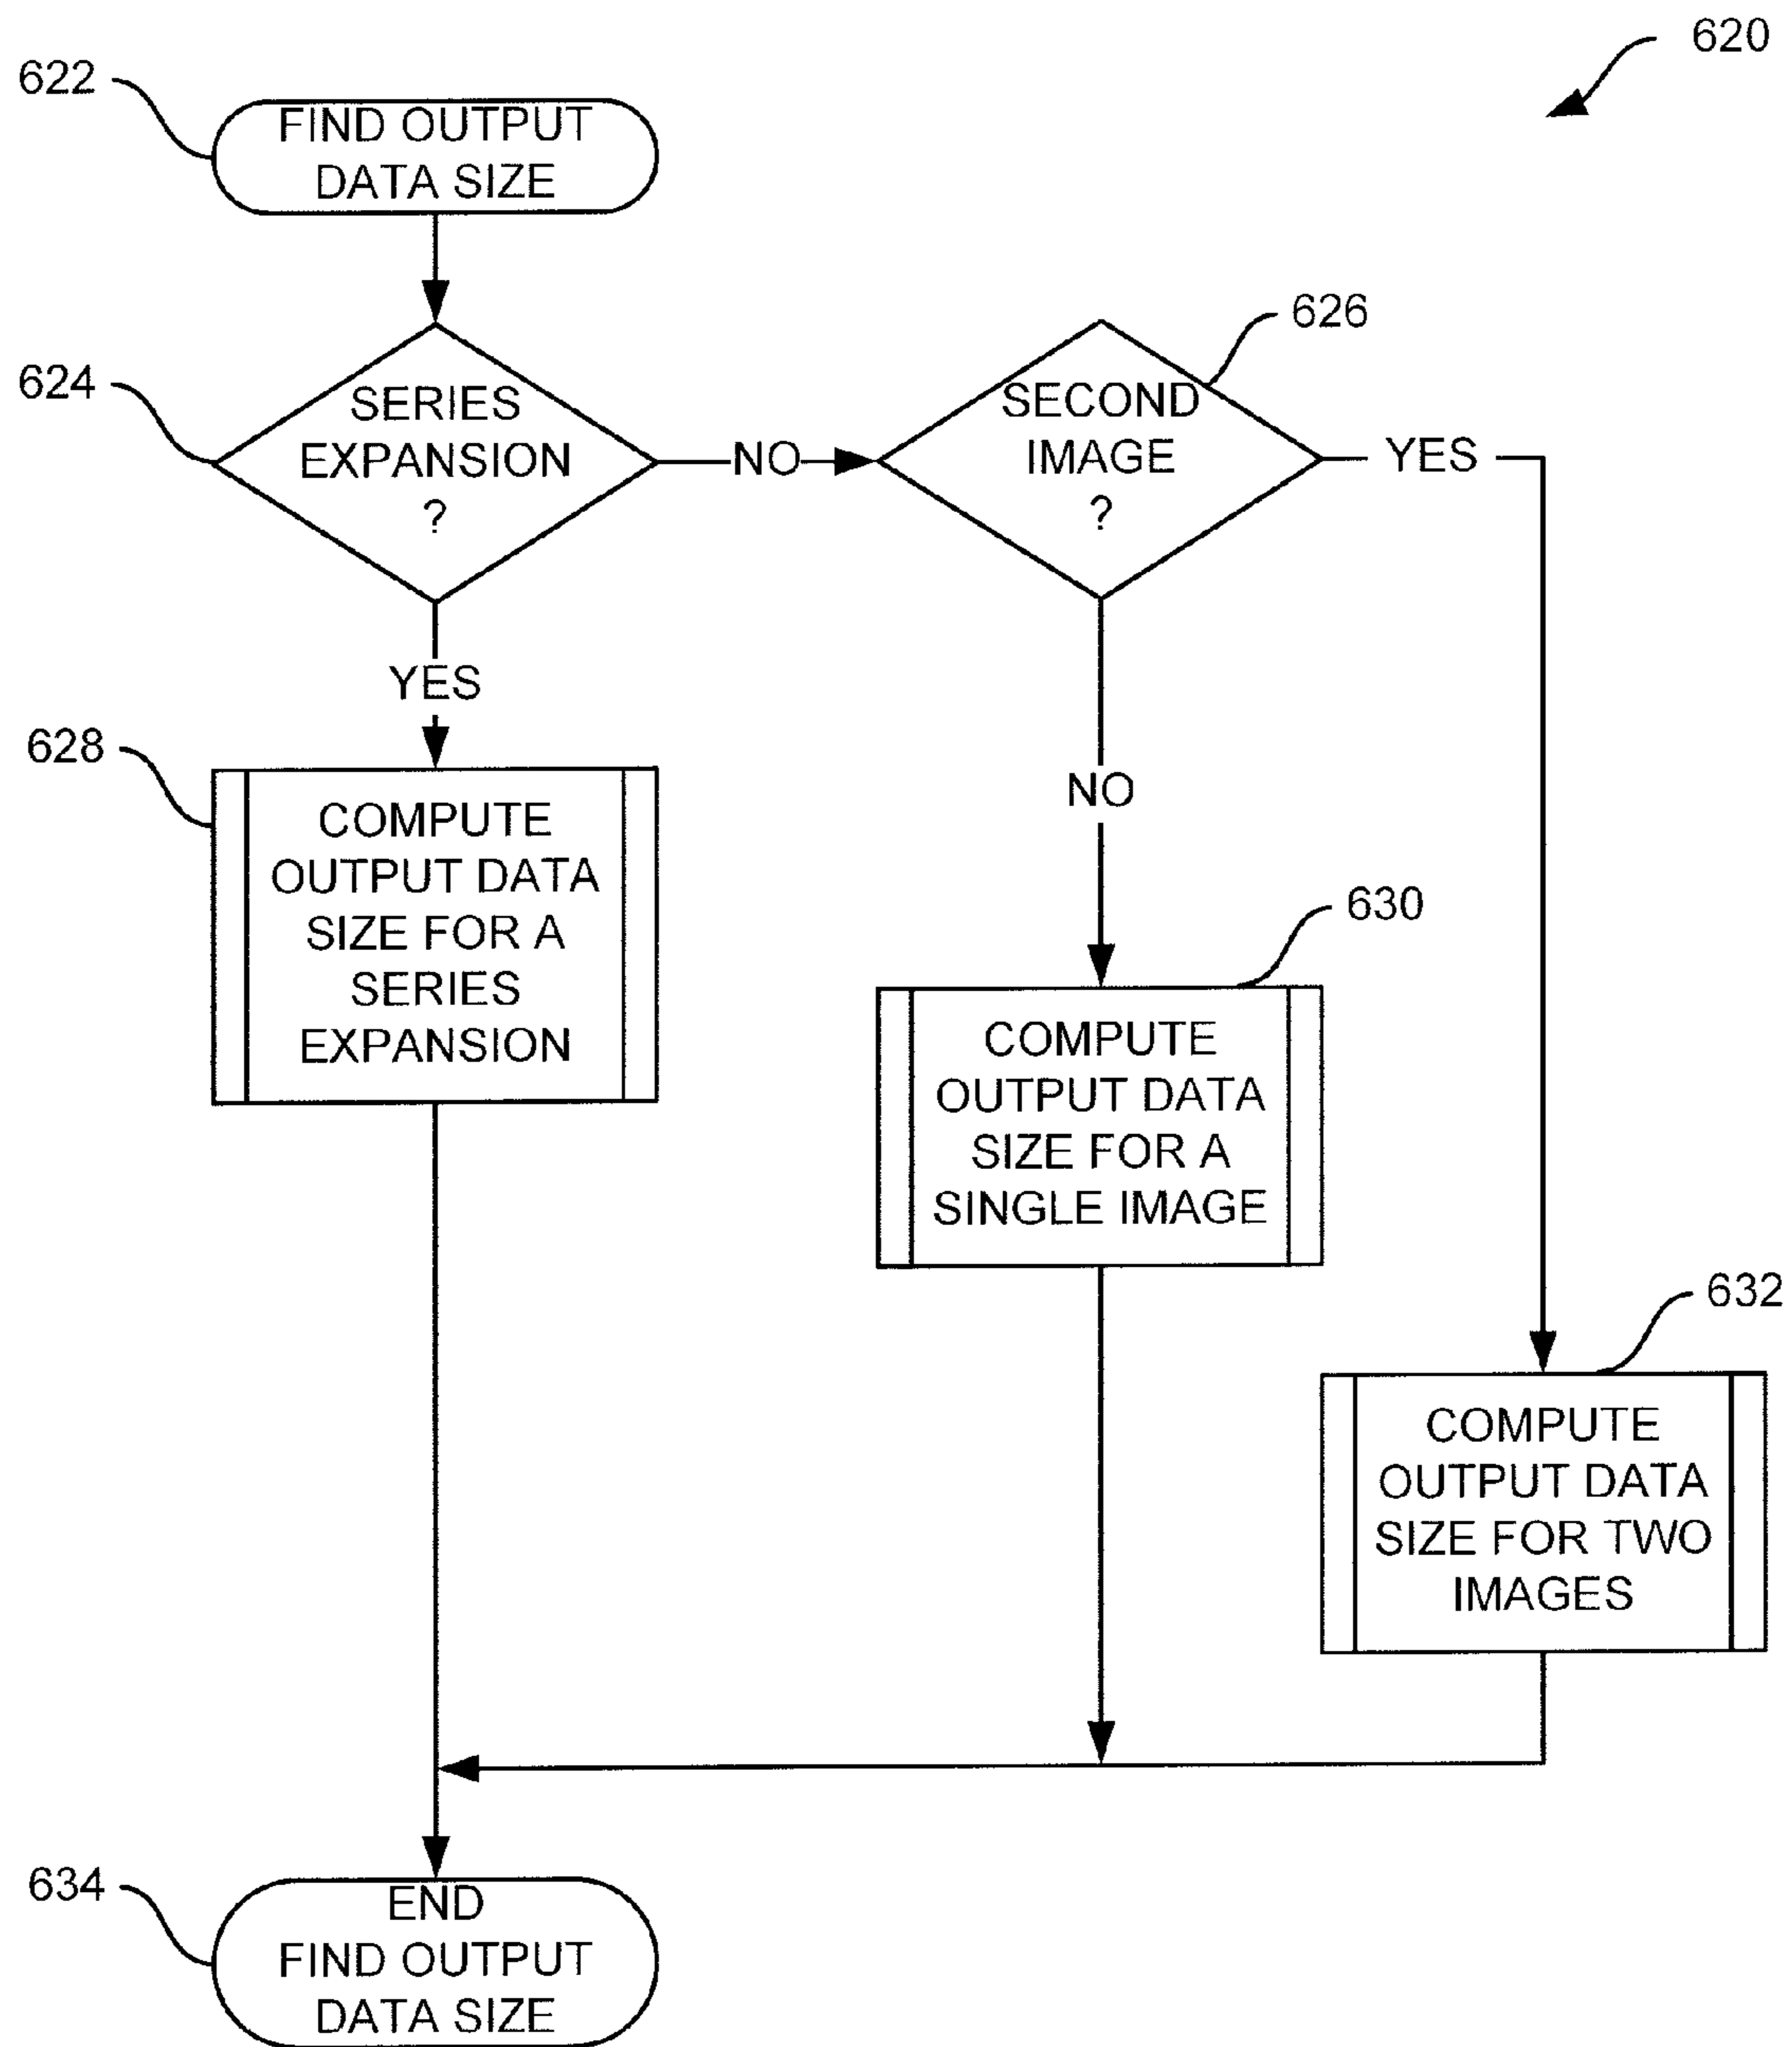 620
622
FIND OUTPUT
DATA SIZE
624
SERIES
EXPANSION
?
NO
626
SECOND
IMAGE
?
YES
YES
NO
628
COMPUTE
OUTPUT DATA
SIZE FOR A
SERIES
EXPANSION
630
COMPUTE
OUTPUT DATA
SIZE FOR A
SINGLE IMAGE
632
COMPUTE
OUTPUT DATA
SIZE FOR TWO
IMAGES
634
END
FIND OUTPUT
DATA SIZE